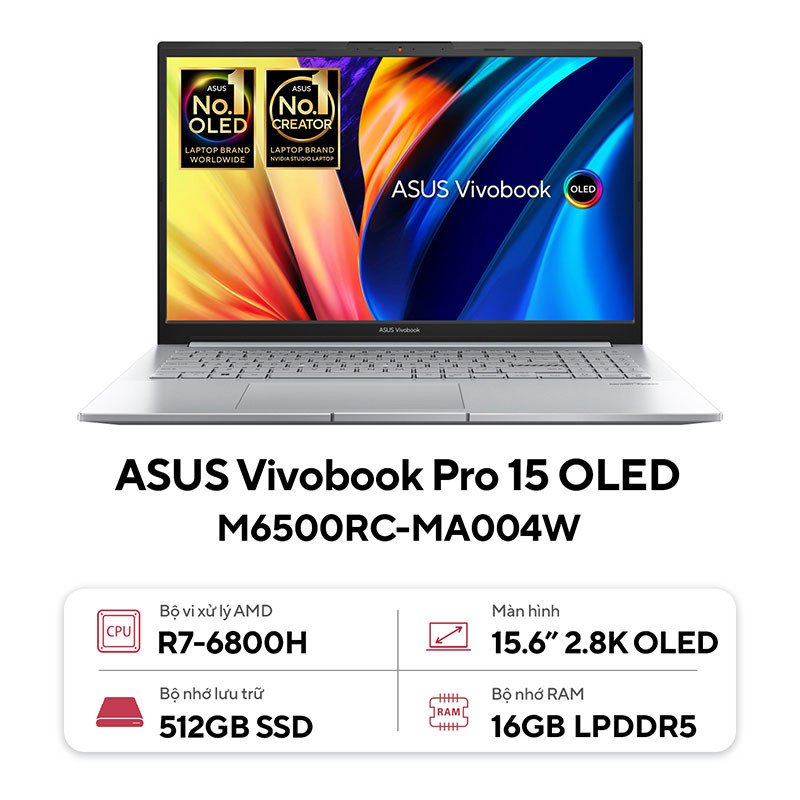 ASUS
No.1
OLED
LAPTOP BRAND
WORLDWIDE
ASUS
No.1
CREATOR
LAPTOP BRAND
NVIDIA STUDIO LAPTOP
ASUS Vivobook OLED
ASUS Vivobook
ASUS Vivobook Pro 15 OLED
M6500RC-MA004W
CPU
Bộ vi xử lý AMD
R7-6800H
Màn hình
15.6” 2.8K OLED
Bộ nhớ lưu trữ
512GB SSD
RAM
Bộ nhớ RAM
16GB LPDDR5